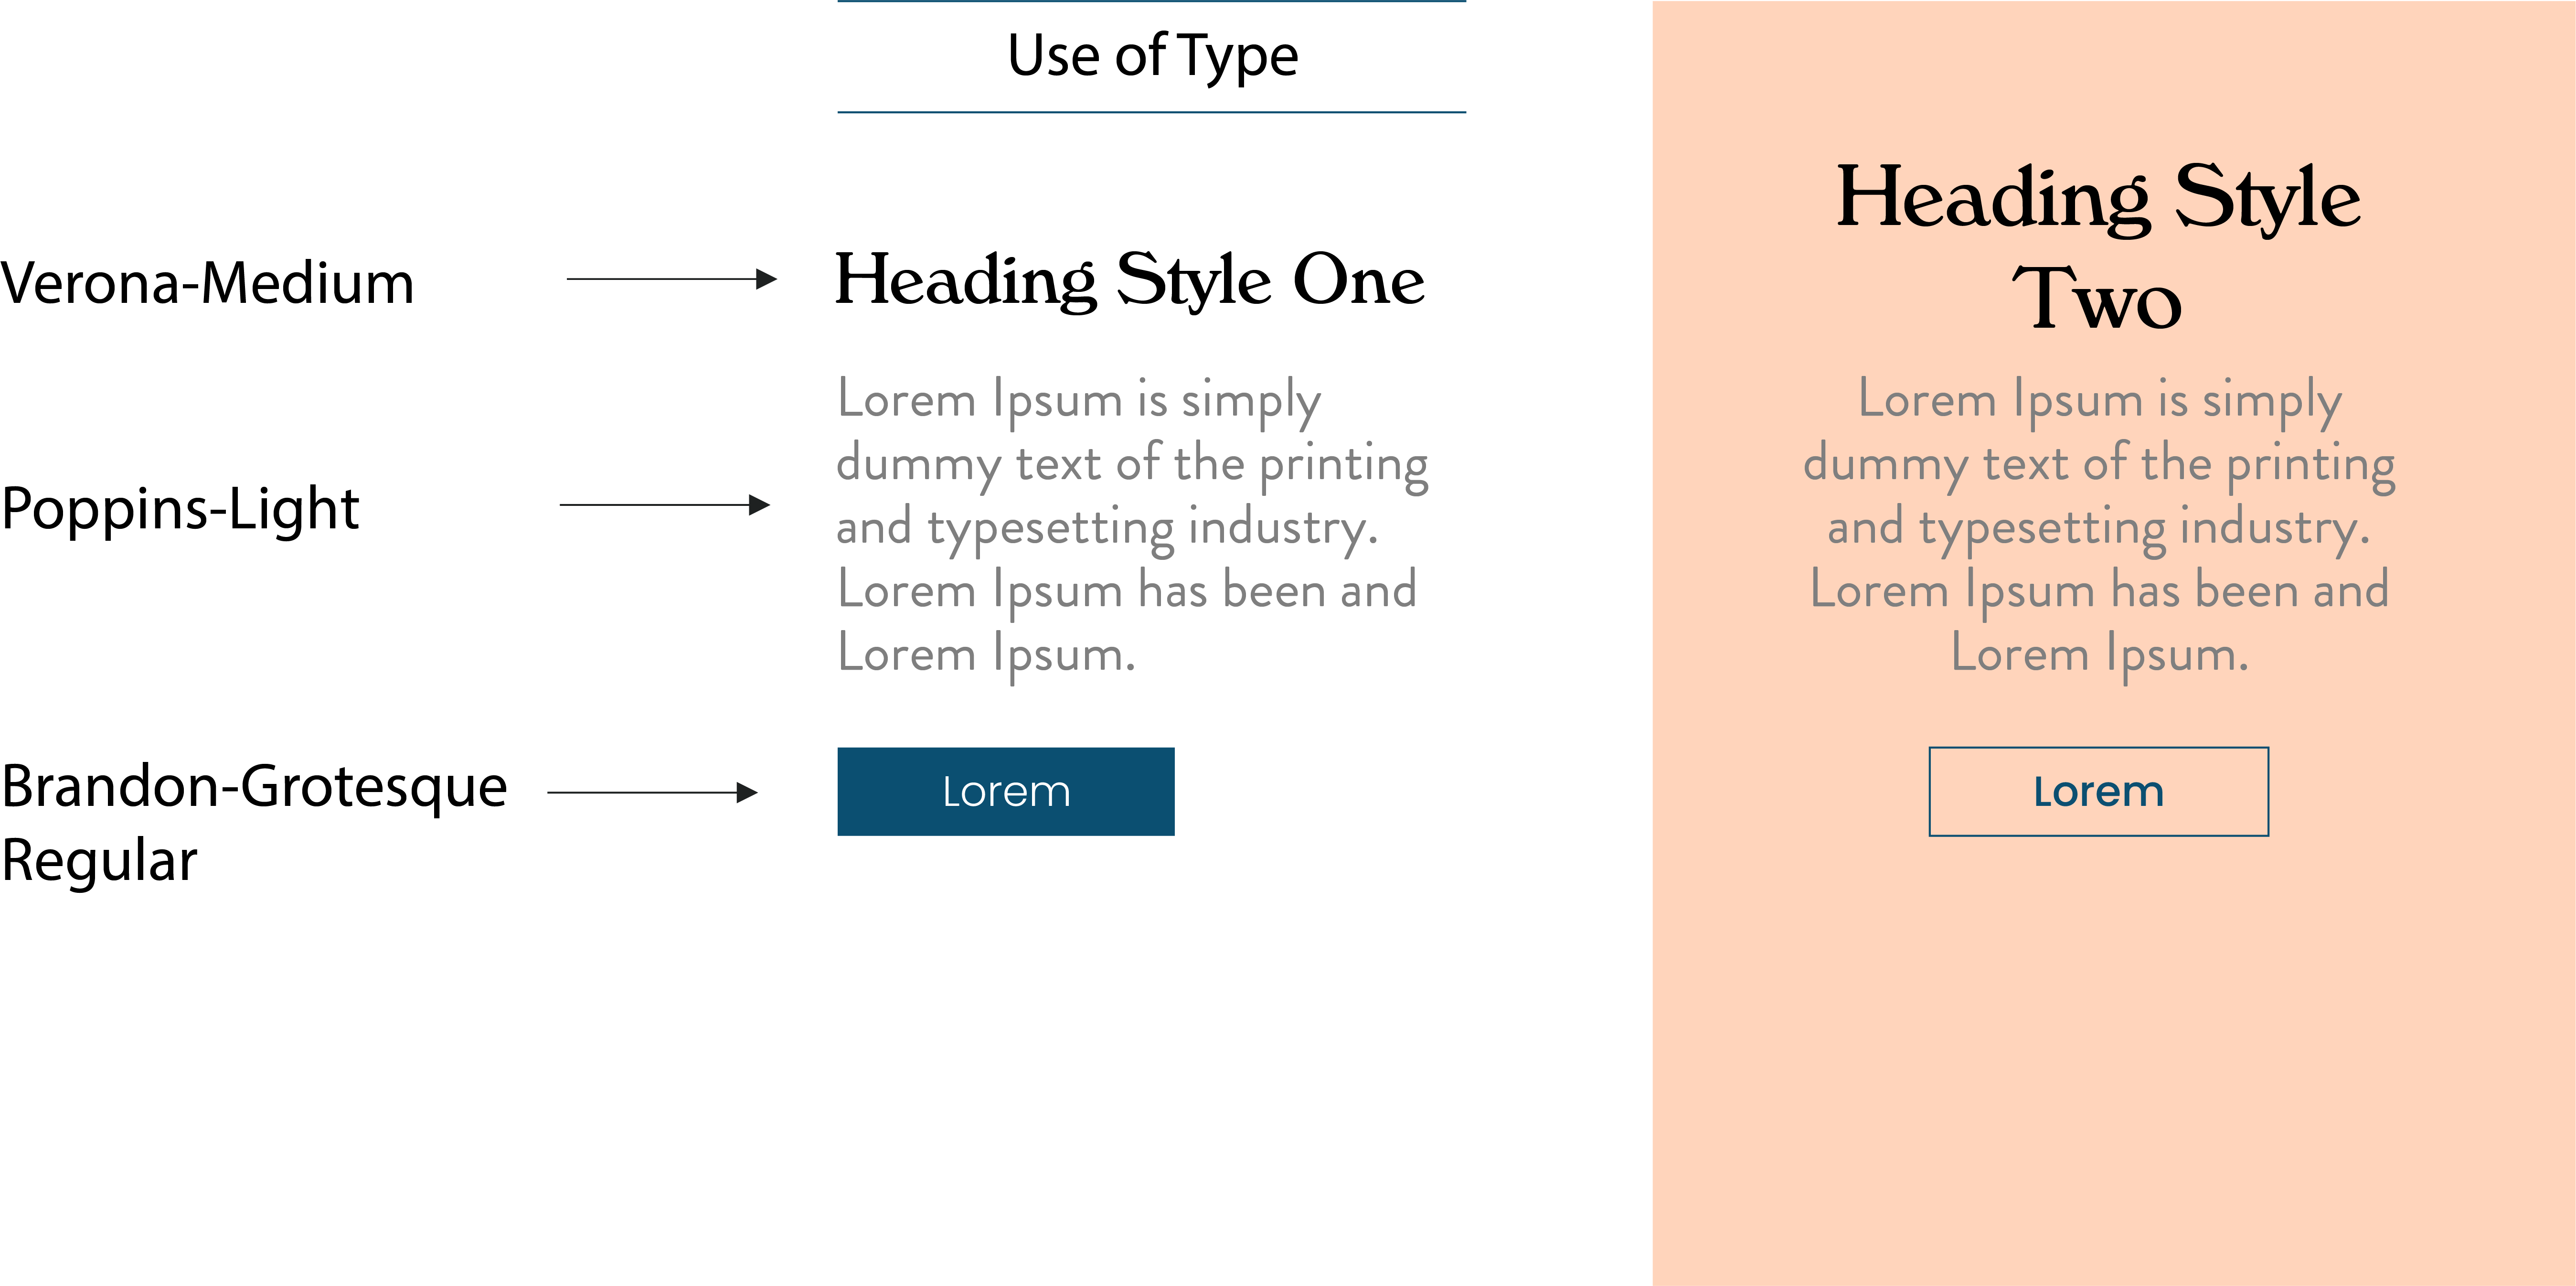 Use of Type
Verona-Medium
Heading Style One
Poppins-Light
Lorem Ipsum is simply
dummy text of the printing
and typesetting industry.
Lorem Ipsum has been and
Lorem Ipsum.
Brandon-Grotesque
Regular
Lorem
Heading Style
Two
Lorem Ipsum is simply
dummy text of the printing
and typesetting industry.
Lorem Ipsum has been and
Lorem Ipsum.
Lorem